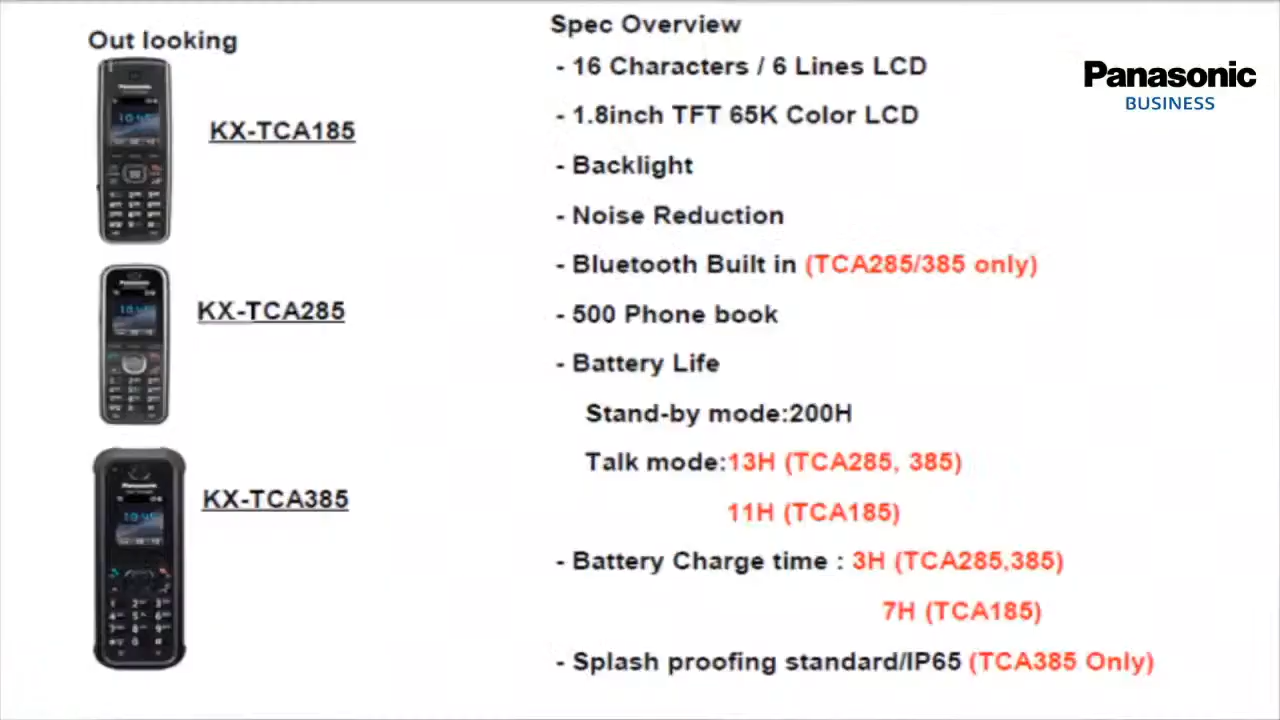 Out looking
KX-TCA185
KX-TCA285
KX-TCA385
Spec Overview
- 16 Characters / 6 Lines LCD
- 1.8inch TFT 65K Color LCD
- Backlight
- Noise Reduction
- Bluetooth Built in (TCA285/385 only)
- 500 Phone book
- Battery Life
Stand-by mode:200H
Talk mode:13H (TCA285, 385)
11H (TCA185)
- Battery Charge time : 3H (TCA285,385)
7H (TCA185)
- Splash proofing standard/IP65 (TCA385 Only)
Panasonic
BUSINESS